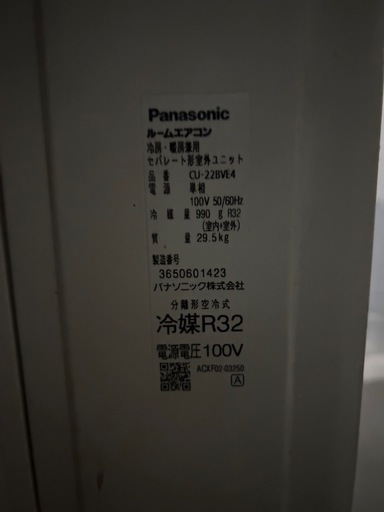 Panasonic
ルームエアコン
冷房・暖房兼用
セパレート形室外ユニット
品番 CU-22BVE4
電源 単相
100V 50/60Hz
冷媒量 990 g R32
(室内+室外)
質量 29.5kg
製造番号
3650601423
パナソニック株式会社
分離形空冷式
冷媒R32
電源電圧100V
ACXF02-03250
A